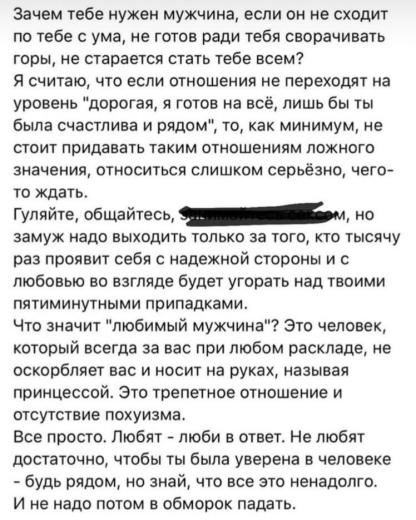 Зачем тебе нужен мужчина, если он не сходит
по тебе с ума, не готов ради тебя сворачивать
горы, не старается стать тебе всем?
Я считаю, что если отношения не переходят на
уровень "дорогая, я готов на всё, лишь бы ты
была счастлива и рядом", то, как минимум, не
стоит придавать таким отношениям ложного
значения, относиться слишком серьёзно, чего-
то ждать.
Гуляйте, общайтесь, но
замуж надо выходить только за того, кто тысячу
раз проявит себя с надежной стороны и с
любовью во взгляде будет угорать над твоими
пятиминутными припадками.
Что значит "любимый мужчина"? Это человек,
который всегда за вас при любом раскладе, не
оскорбляет вас и носит на руках, называя
принцессой. Это трепетное отношение и
отсутствие похуизма.
Все просто. Любят - люби в ответ. Не любят
достаточно, чтобы ты была уверена в человеке
- будь рядом, но знай, что все это ненадолго.
И не надо потом в обморок падать.